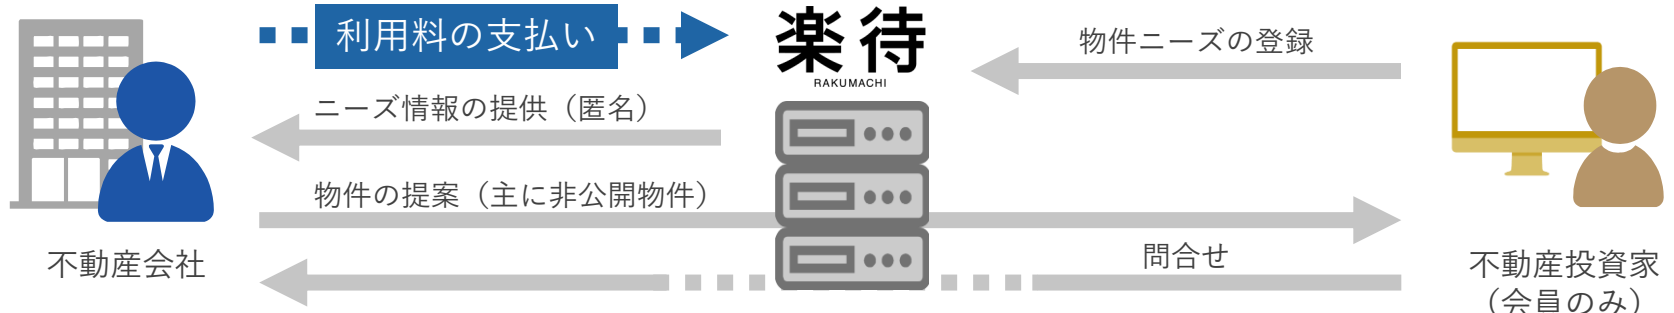 利用料の支払い
楽待
RAKUMACHI
物件ニーズの登録
ニーズ情報の提供（匿名）
物件の提案（主に非公開物件）
問合せ
不動産会社
不動産投資家
（会員のみ）